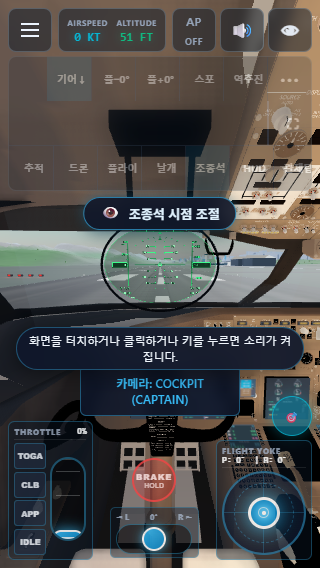 AIRSPEED ALTITUDE
0 KT 51 FT
AP
OFF
기어↓ 플-0° 플+0° 스포 역추진 •••
추적 드론 플라이 날개 조종석 HUD
조종석 시점 조절
화면을 터치하거나 클릭하거나 키를 누르면 소리가 켜
집니다.
카메라: COCKPIT
(CAPTAIN)
THROTTLE 0%
TOGA
CLB
APP
IDLE
BRAKE
HOLD
← L 0° R →
FLIGHT YOKE
P: 0° | R: 0°